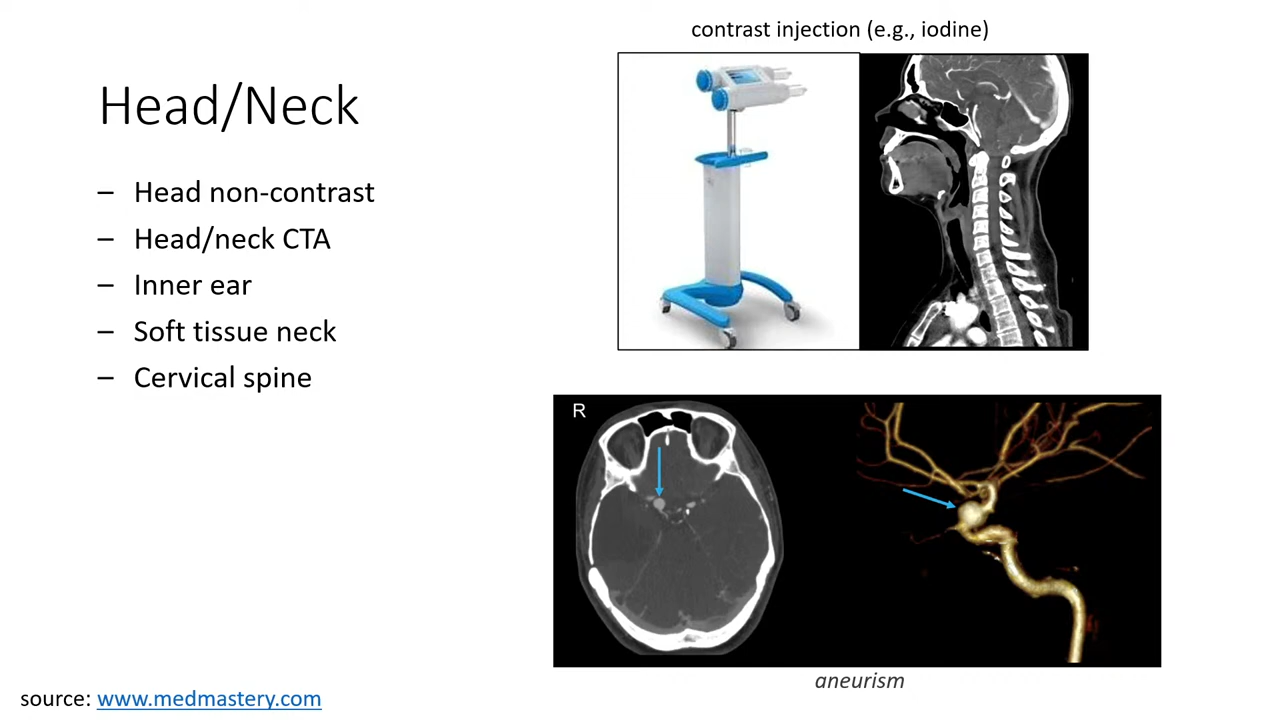 contrast injection (e.g., iodine)
Head/Neck
– Head non-contrast
– Head/neck CTA
– Inner ear
– Soft tissue neck
– Cervical spine
R
aneurism
source: www.medmastery.com